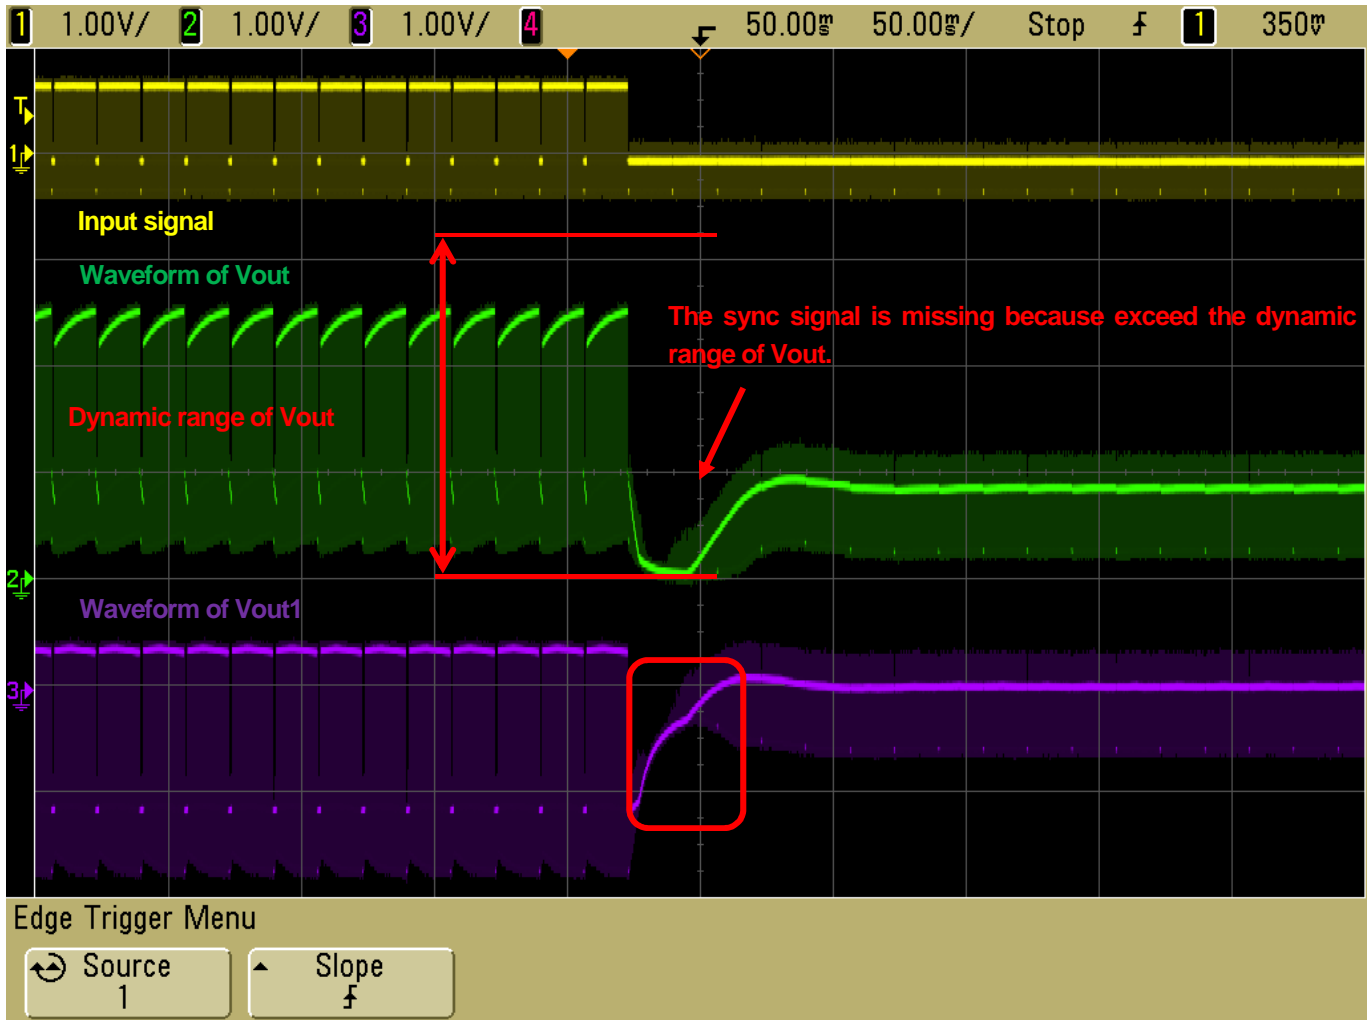 1 1.00V/ 2 1.00V/ 3 1.00V/ 4 50.00ms 50.00ms/ Stop 1 350mV
T
1
Input signal
Waveform of Vout
The sync signal is missing because exceed the dynamic
range of Vout.
Dynamic range of Vout
2
Waveform of Vout1
3
Edge Trigger Menu
Source
1
Slope